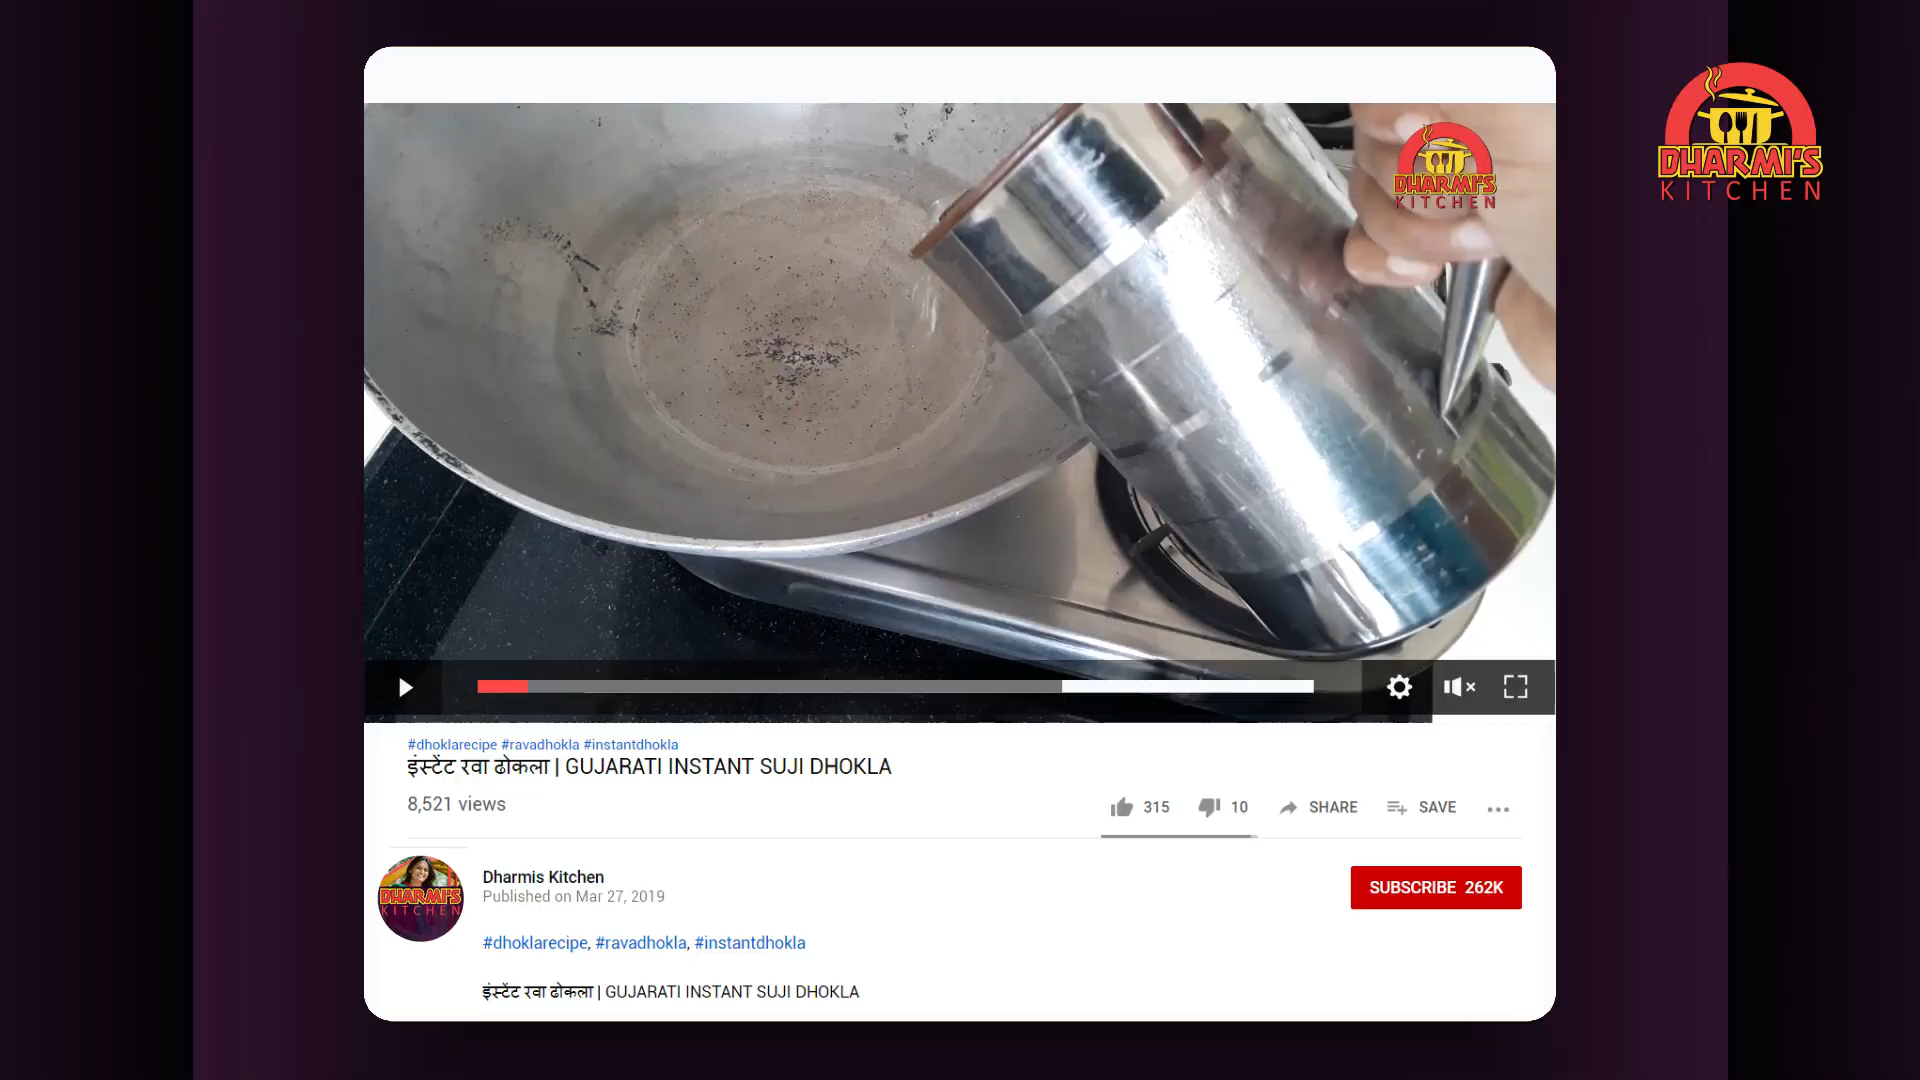 DHARMI'S
KITCHEN
DHARMI'S
KITCHEN
#dhoklarecipe #ravadhokla #instantdhokla
इंस्टेंट रवा ढोकला | GUJARATI INSTANT SUJI DHOKLA
8,521 views
315 10 SHARE SAVE
DHARMI'S
KITCHEN
Dharmis Kitchen
Published on Mar 27, 2019
SUBSCRIBE 262K
#dhoklarecipe, #ravadhokla, #instantdhokla
इंस्टेंट रवा ढोकला | GUJARATI INSTANT SUJI DHOKLA